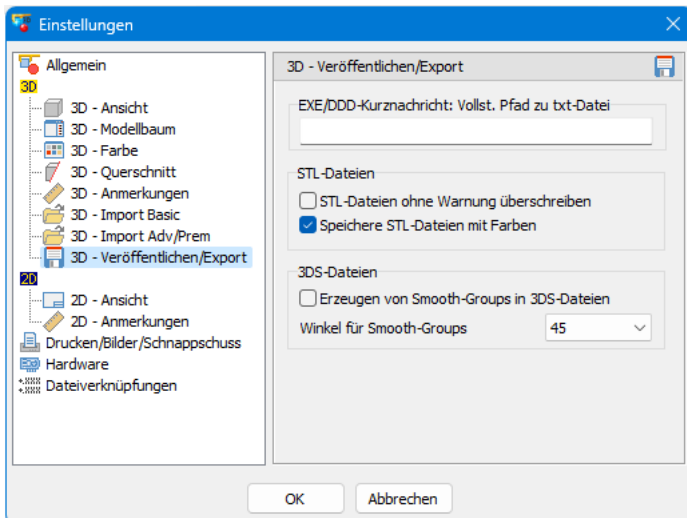 Einstellungen
Allgemein
3D
3D - Ansicht
3D - Modellbaum
3D - Farbe
3D - Querschnitt
3D - Anmerkungen
3D - Import Basic
3D - Import Adv/Prem
3D - Veröffentlichen/Export
2D
2D - Ansicht
2D - Anmerkungen
Drucken/Bilder/Schnappschuss
Hardware
*.XXX
*.XXX Dateiverknüpfungen
3D - Veröffentlichen/Export
EXE/DDD-Kurznachricht: Vollst. Pfad zu txt-Datei
STL-Dateien
STL-Dateien ohne Warnung überschreiben
Speichere STL-Dateien mit Farben
3DS-Dateien
Erzeugen von Smooth-Groups in 3DS-Dateien
Winkel für Smooth-Groups 45
OK Abbrechen